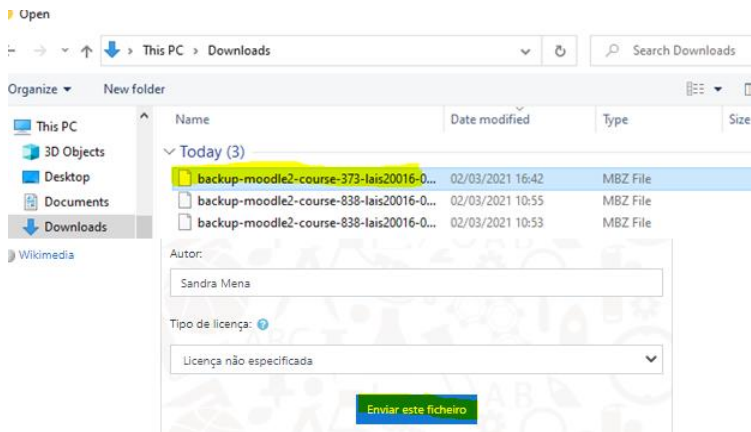 Open
This PC > Downloads
Search Downloads
Organize New folder
Name Date modified Type Size
This PC
3D Objects
Desktop
Documents
Downloads
Today (3)
backup-moodle2-course-373-lais20016-0... 02/03/2021 16:42 MBZ File
backup-moodle2-course-838-lais20016-0... 02/03/2021 10:55 MBZ File
backup-moodle2-course-838-lais20016-0... 02/03/2021 10:53 MBZ File
Wikimedia
Autor:
Sandra Mena
Tipo de licença:
Licença não especificada
Enviar este ficheiro